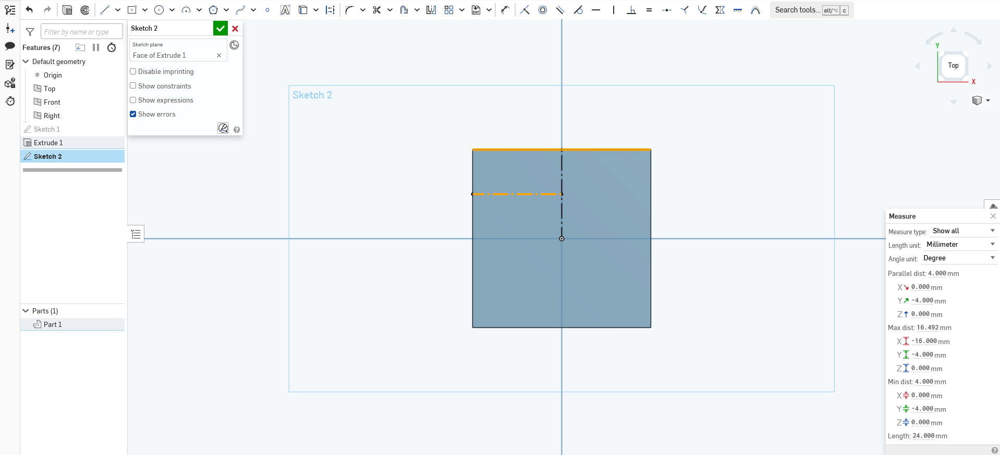 Search tools... alt/⌥ c
Sketch 2
Sketch plane
Face of Extrude 1
Disable imprinting
Show constraints
Show expressions
Show errors
Filter by name or type
Features (7)
Default geometry
Origin
Top
Front
Right
Sketch 1
Extrude 1
Sketch 2
Parts (1)
Part 1
Sketch 2
Y
Top
X
Measure
Measure type: Show all
Length unit: Millimeter
Angle unit: Degree
Parallel dist: 4.000 mm
X 0.000 mm
Y -4.000 mm
Z 0.000 mm
Max dist: 16.492 mm
X -16.000 mm
Y -4.000 mm
Z 0.000 mm
Min dist: 4.000 mm
X 0.000 mm
Y -4.000 mm
Z 0.000 mm
Length: 24.000 mm